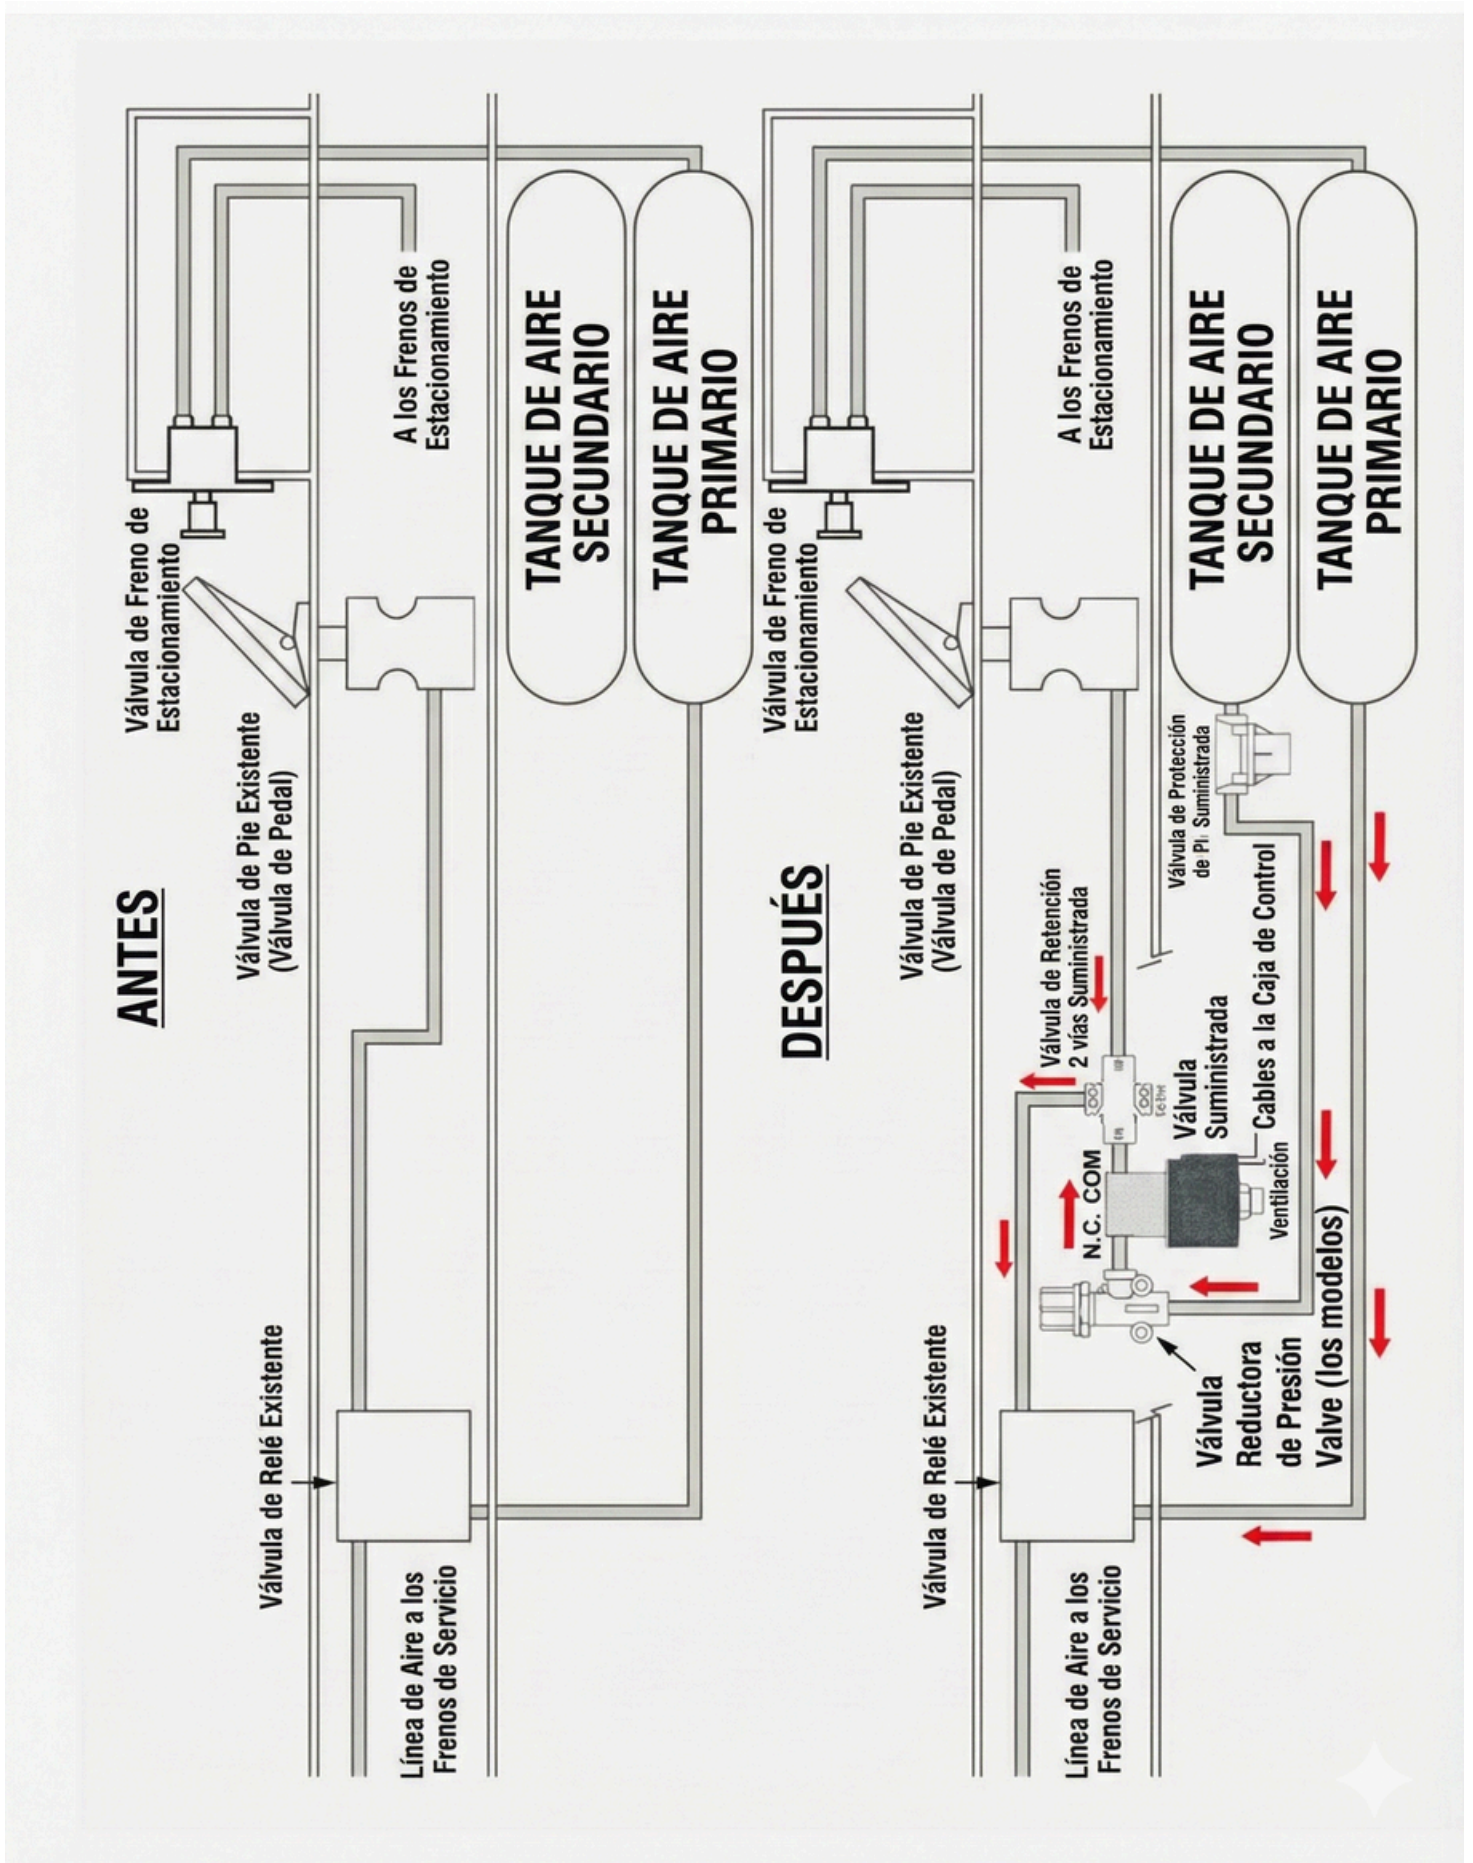 ANTES
Válvula de Freno de
Estacionamiento
Válvula de Pie Existente
(Válvula de Pedal)
Válvula de Relé Existente
A los Frenos de
Estacionamiento
Línea de Aire a los
Frenos de Servicio
TANQUE DE AIRE
SECUNDARIO
TANQUE DE AIRE
PRIMARIO
DESPUÉS
Válvula de Freno de
Estacionamiento
Válvula de Pie Existente
(Válvula de Pedal)
Válvula de Relé Existente
A los Frenos de
Estacionamiento
Válvula de Retención
2 vías Suministrada
N.C. COM
Línea de Aire a los
Frenos de Servicio
Válvula de Protección
de Suministrada
Válvula
Suministrada
Cables a la Caja de Control
Ventilación
Válvula
Reductora
de Presión
Valve (los modelos)
TANQUE DE AIRE
SECUNDARIO
TANQUE DE AIRE
PRIMARIO